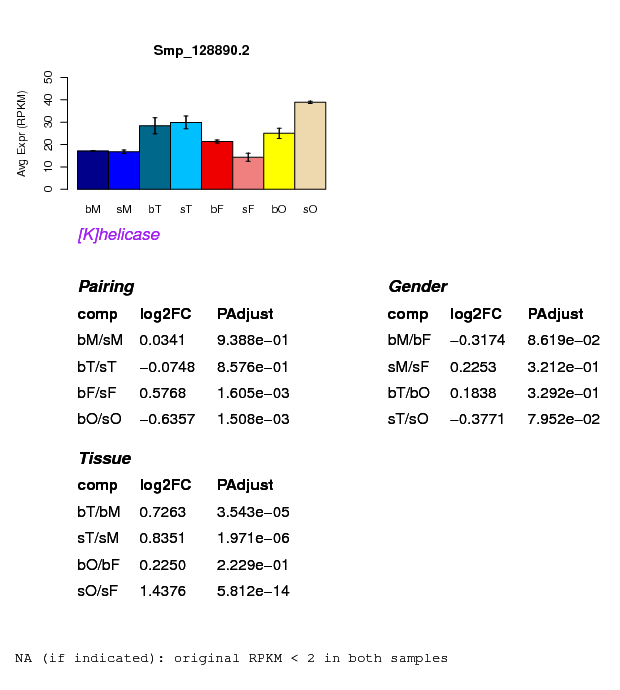 Smp_128890.2
Avg Expr (RPKM)
50
40
30
20
10
0
bM sM bT sT bF sF bO sO
[K]helicase
Pairing
comp log2FC PAdjust
bM/sM 0.0341 9.388e−01
bT/sT −0.0748 8.576e−01
bF/sF 0.5768 1.605e−03
bO/sO −0.6357 1.508e−03
Gender
comp log2FC PAdjust
bM/bF −0.3174 8.619e−02
sM/sF 0.2253 3.212e−01
bT/bO 0.1838 3.292e−01
sT/sO −0.3771 7.952e−02
Tissue
comp log2FC PAdjust
bT/bM 0.7263 3.543e−05
sT/sM 0.8351 1.971e−06
bO/bF 0.2250 2.229e−01
sO/sF 1.4376 5.812e−14
NA (if indicated): original RPKM < 2 in both samples